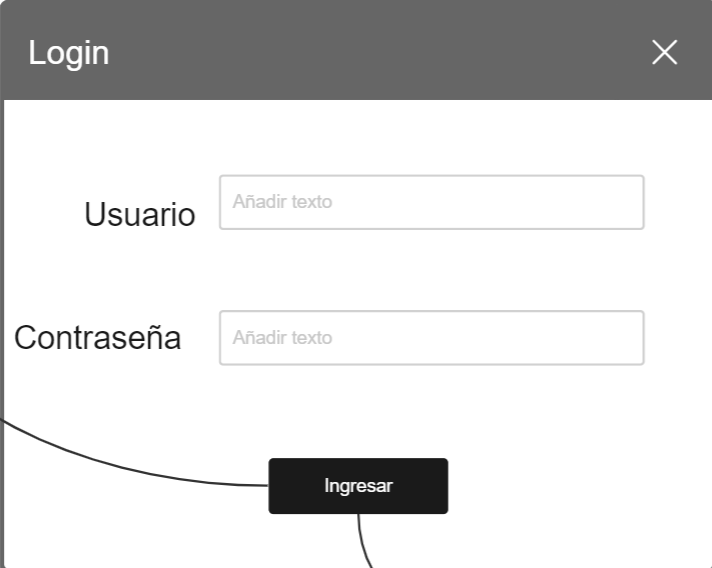 Login
Usuario
Añadir texto
Contraseña
Añadir texto
Ingresar